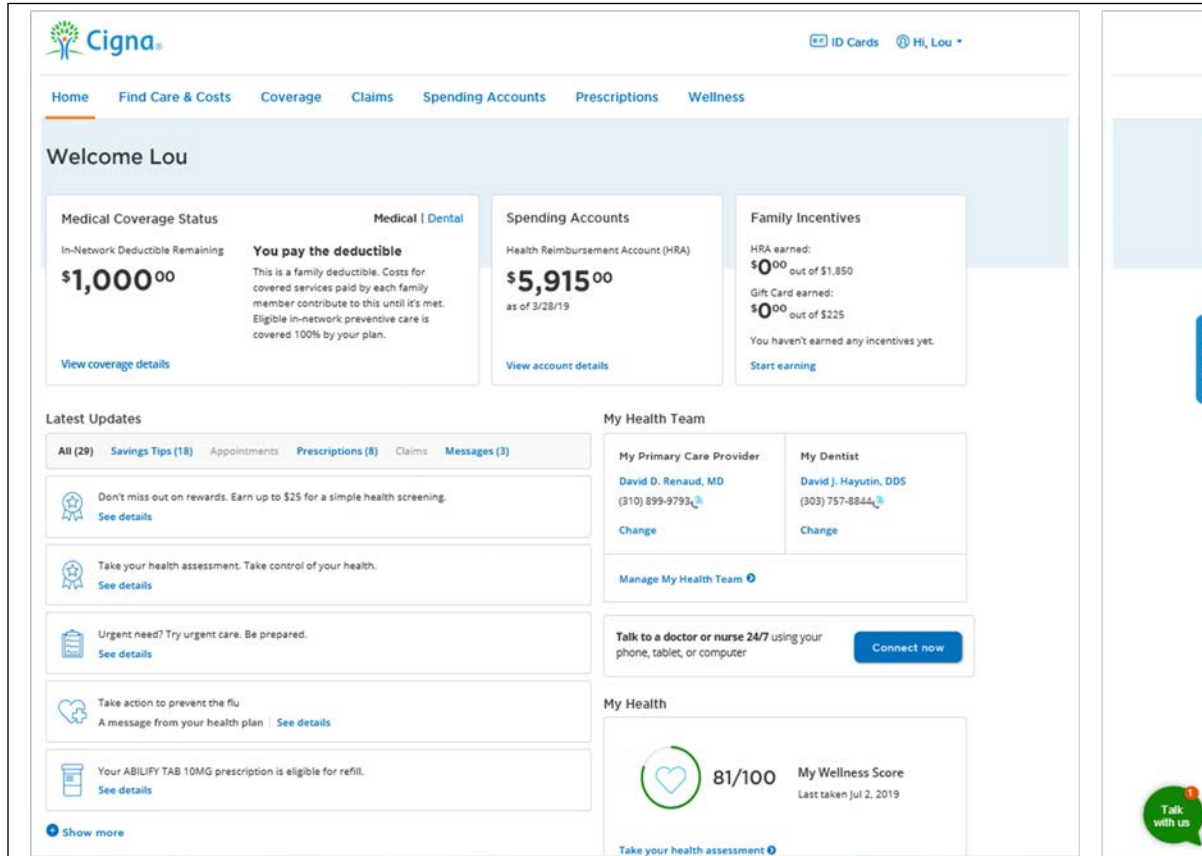 Cigna®
ID Cards Hi, Lou
Home Find Care & Costs Coverage Claims Spending Accounts Prescriptions Wellness
Welcome Lou
Medical Coverage Status
Medical | Dental
In-Network Deductible Remaining
$1,000 00
You pay the deductible
This is a family deductible. Costs for
covered services paid by each family
member contribute to this until it's met.
Eligible in-network preventive care is
covered 100% by your plan.
View coverage details
Spending Accounts
Health Reimbursement Account (HRA)
$5,915 00
as of 3/28/19
View account details
Family Incentives
HRA earned:
$0 00 out of $1,850
Gift Card earned:
$0 00 out of $225
You haven't earned any incentives yet.
Start earning
Latest Updates
All (29) Savings Tips (18) Appointments Prescriptions (8) Claims Messages (3)
Don't miss out on rewards. Earn up to $25 for a simple health screening.
See details
Take your health assessment. Take control of your health.
See details
Urgent need? Try urgent care. Be prepared.
See details
Take action to prevent the flu
A message from your health plan | See details
Your ABILIFY TAB 10MG prescription is eligible for refill.
See details
Show more
My Health Team
My Primary Care Provider
David D. Renaud, MD
(310) 899-9793
Change
My Dentist
David J. Hayutin, DDS
(303) 757-8844
Change
Manage My Health Team
Talk to a doctor or nurse 24/7 using your
phone, tablet, or computer
Connect now
My Health
81/100
My Wellness Score
Last taken Jul 2, 2019
Take your health assessment
1
Talk
with us